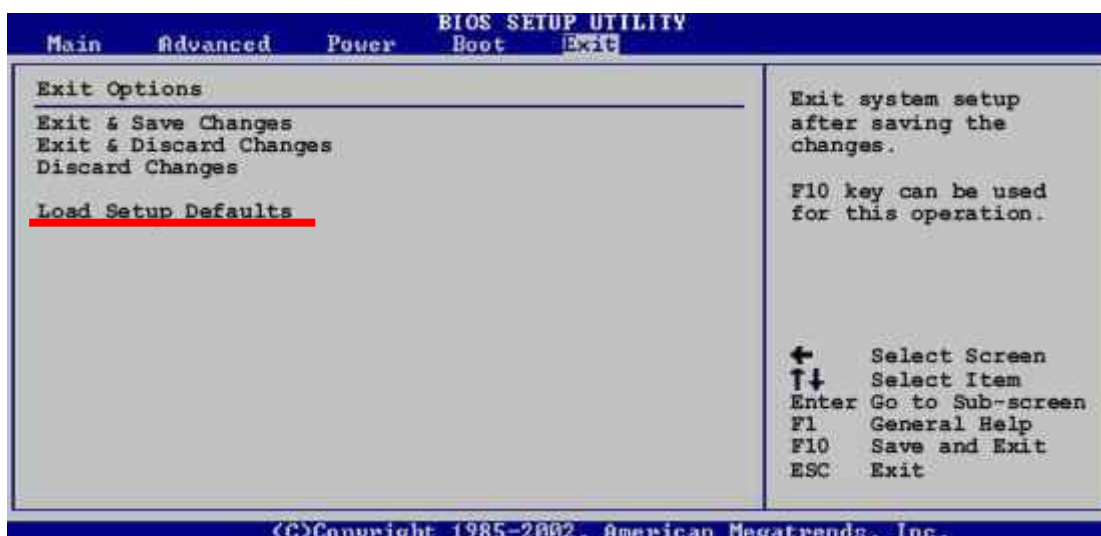 BIOS SETUP UTILITY
Main Advanced Power Boot Exit
Exit Options
Exit & Save Changes
Exit & Discard Changes
Discard Changes
Load Setup Defaults
Exit system setup
after saving the
changes.
F10 key can be used
for this operation.
← Select Screen
↑↓ Select Item
Enter Go to Sub-screen
F1 General Help
F10 Save and Exit
ESC Exit
(C)Copyright 1985-2002, American Megatrends, Inc.